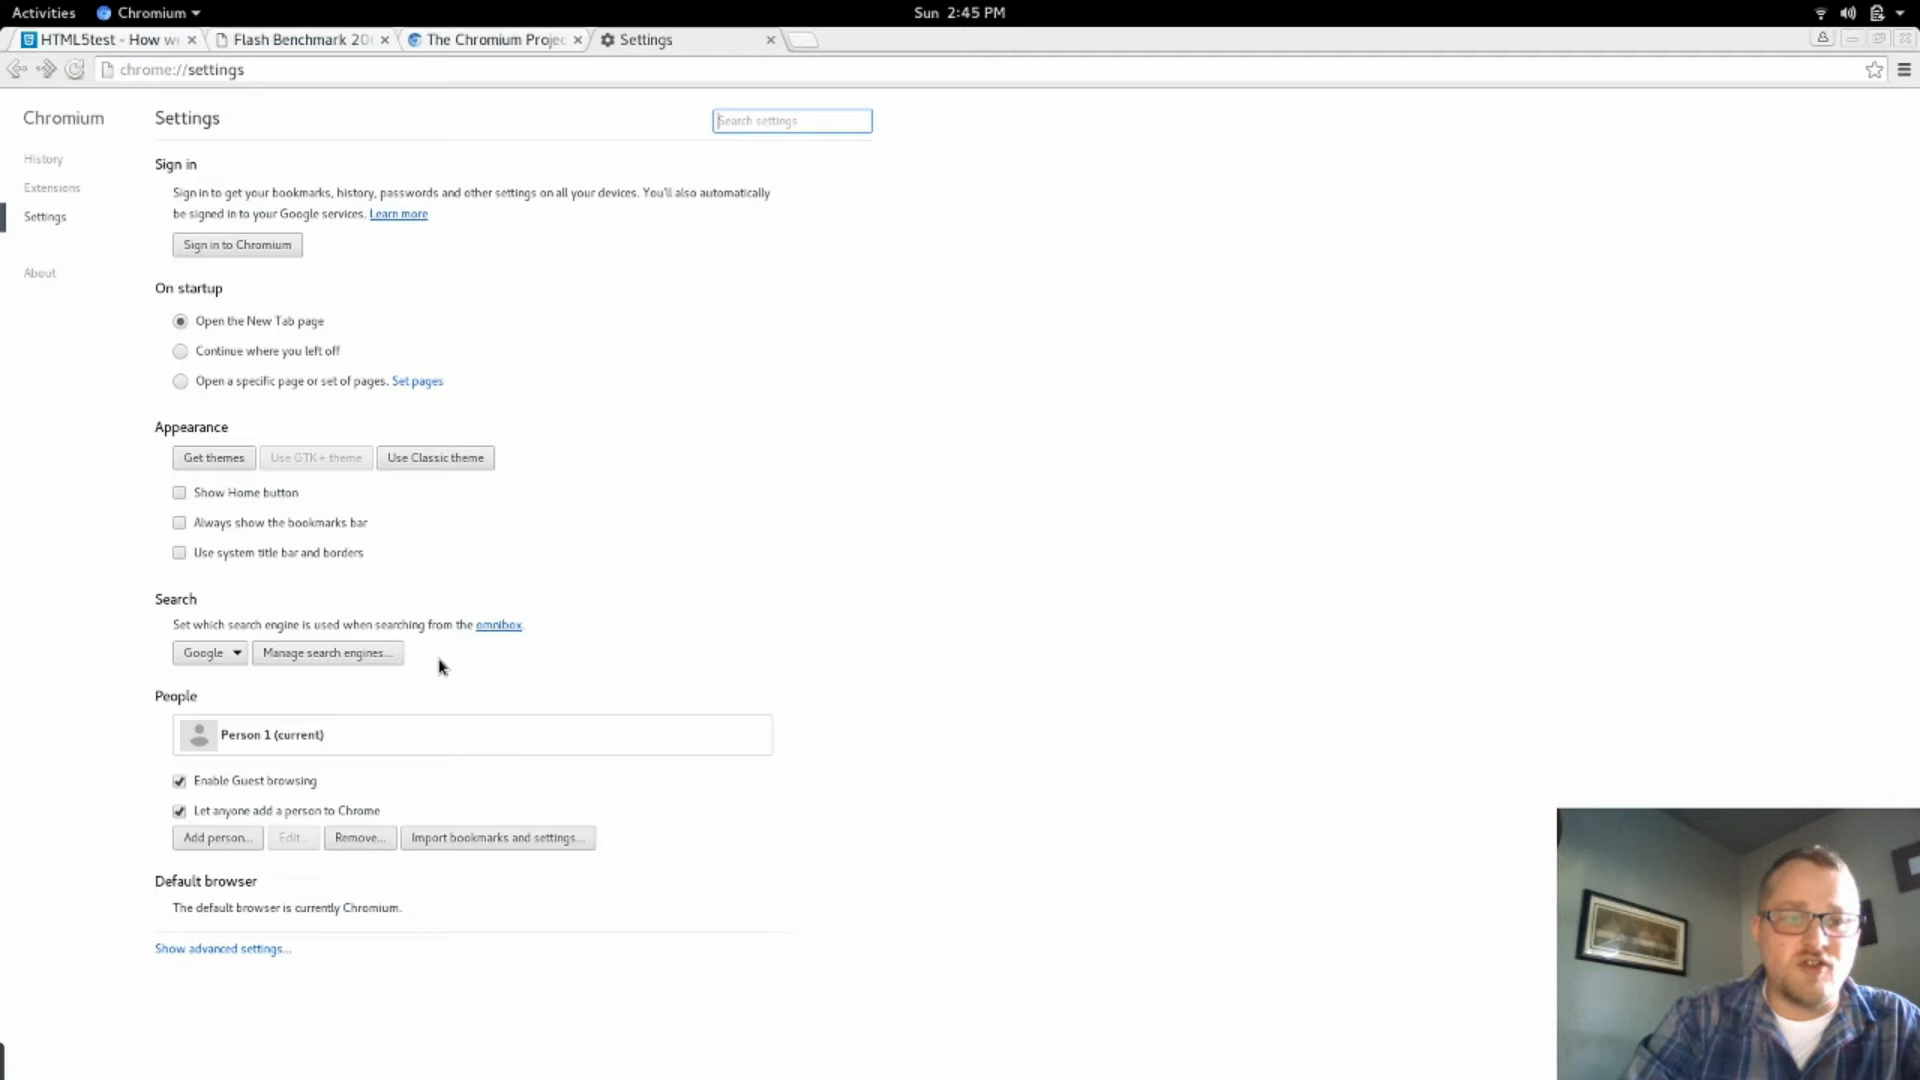 Activities Chromium Sun 2:45 PM
HTML5test - How w Flash Benchmark 20 The Chromium Projec Settings
chrome://settings
Chromium
History
Extensions
Settings
About
Settings
Search settings
Sign in
Sign in to get your bookmarks, history, passwords and other settings on all your devices. You'll also automatically
be signed in to your Google services. Learn more
Sign in to Chromium
On startup
Open the New Tab page
Continue where you left off
Open a specific page or set of pages. Set pages
Appearance
Get themes Use GTK+ theme Use Classic theme
Show Home button
Always show the bookmarks bar
Use system title bar and borders
Search
Set which search engine is used when searching from the omnibox.
Google Manage search engines...
People
Person 1 (current)
Enable Guest browsing
Let anyone add a person to Chrome
Add person... Edit... Remove... Import bookmarks and settings...
Default browser
The default browser is currently Chromium.
Show advanced settings...